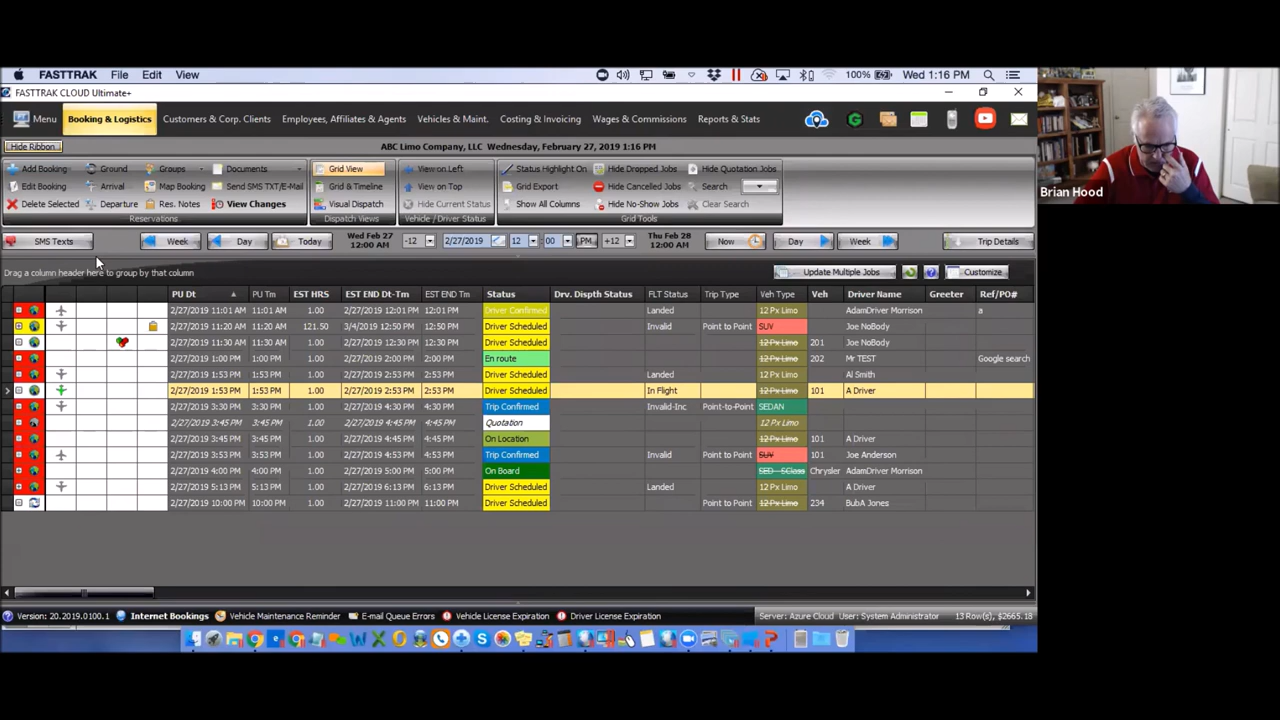 FASTTRAK File Edit View 100% Wed 1:16 PM
FASTTRAK CLOUD Ultimate+
Menu Booking & Logistics Customers & Corp. Clients Employees, Affiliates & Agents Vehicles & Maint. Costing & Invoicing Wages & Commissions Reports & Stats
Hide Ribbon ABC Limo Company, LLC Wednesday, February 27, 2019 1:16 PM
Add Booking Ground Groups Documents Grid View View on Left Status Highlight On Hide Dropped Jobs Hide Quotation Jobs
Edit Booking Arrival Map Booking Send SMS TXT/E-Mail Grid & Timeline View on Top Grid Export Hide Cancelled Jobs Search
Delete Selected Departure Res. Notes View Changes Visual Dispatch Hide Current Status Show All Columns Hide No-Show Jobs Clear Search
Reservations Dispatch Views Vehicle / Driver Status Grid Tools
SMS Texts Week Day Today Wed Feb 27 12:00 AM -12 2/27/2019 12 : 00 PM +12 Thu Feb 28 12:00 AM Now Day Week Trip Details
Drag a column header here to group by that column Update Multiple Jobs Customize
PU Dt PU Tm EST HRS EST END Dt-Tm EST END Tm Status Drv. Dispth Status FLT Status Trip Type Veh Type Veh Driver Name Greeter Ref/PO#
2/27/2019 11:01 AM 11:01 AM 1.00 2/27/2019 12:01 PM 12:01 PM Driver Confirmed Landed 12 Px Limo AdamDriver Morrison a
2/27/2019 11:20 AM 11:20 AM 121.50 3/4/2019 12:50 PM 12:50 PM Driver Scheduled Invalid Point to Point SUV Joe NoBody
2/27/2019 11:30 AM 11:30 AM 1.00 2/27/2019 12:30 PM 12:30 PM Driver Scheduled 12 Px Limo 201 Joe NoBody
2/27/2019 1:00 PM 1:00 PM 1.00 2/27/2019 2:00 PM 2:00 PM En route 12 Px Limo 202 Mr TEST Google search
2/27/2019 1:53 PM 1:53 PM 1.00 2/27/2019 2:53 PM 2:53 PM Driver Scheduled Landed 12 Px Limo Al Smith
2/27/2019 1:53 PM 1:53 PM 1.00 2/27/2019 2:53 PM 2:53 PM Driver Scheduled In Flight 12 Px Limo 101 A Driver
2/27/2019 3:30 PM 3:30 PM 1.00 2/27/2019 4:30 PM 4:30 PM Trip Confirmed Invalid-Inc Point-to-Point SEDAN
2/27/2019 3:45 PM 3:45 PM 1.00 2/27/2019 4:45 PM 4:45 PM Quotation 12 Px Limo
2/27/2019 3:45 PM 3:45 PM 1.00 2/27/2019 4:45 PM 4:45 PM On Location 12 Px Limo 101 A Driver
2/27/2019 3:53 PM 3:53 PM 1.00 2/27/2019 4:53 PM 4:53 PM Trip Confirmed Invalid SUV 101 Joe Anderson
2/27/2019 4:00 PM 4:00 PM 1.00 2/27/2019 5:00 PM 5:00 PM On Board SED - SClass Chrysler AdamDriver Morrison
2/27/2019 5:13 PM 5:13 PM 1.00 2/27/2019 6:13 PM 6:13 PM Driver Scheduled Landed 12 Px Limo A Driver
2/27/2019 10:00 PM 10:00 PM 1.00 2/27/2019 11:00 PM 11:00 PM Driver Scheduled Point to Point 12 Px Limo 234 BubA Jones
Version: 20.2019.0100.1 Internet Bookings Vehicle Maintenance Reminder E-mail Queue Errors Vehicle License Expiration Driver License Expiration Server: Azure Cloud User: System Administrator 13 Row(s), $2665.18
Brian Hood